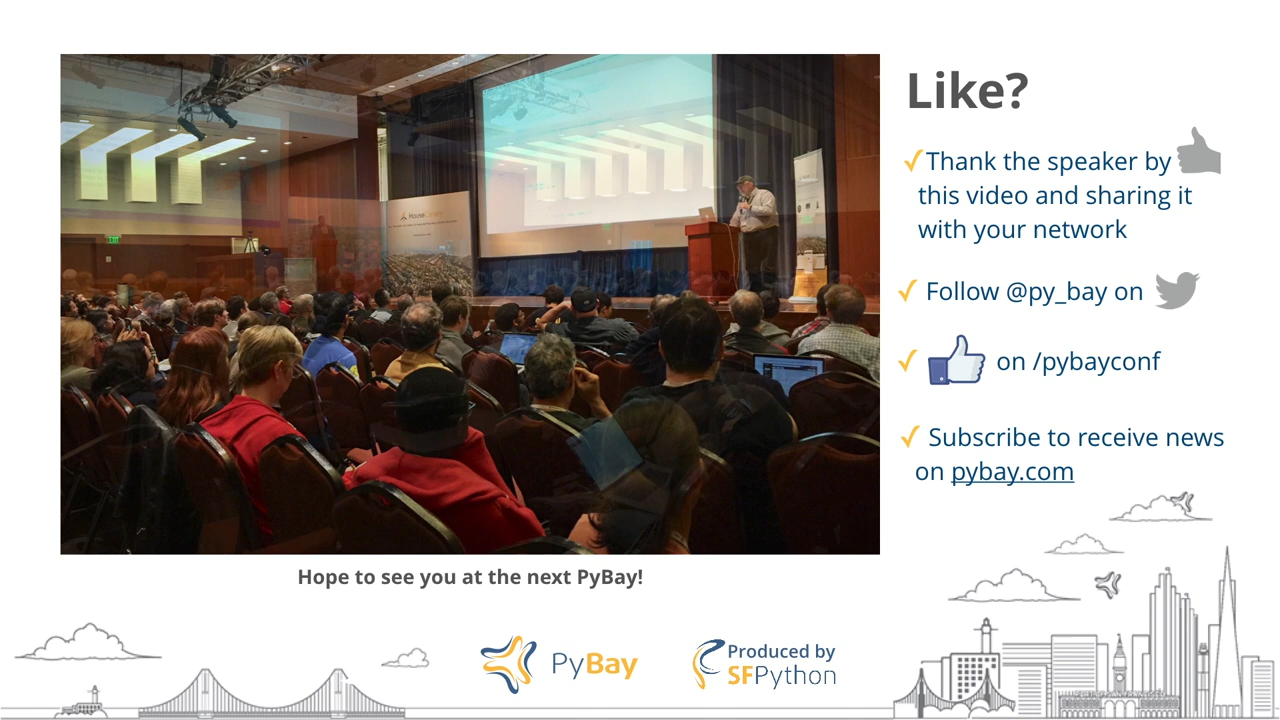 Like?
✓ Thank the speaker by
this video and sharing it
with your network
✓ Follow @py_bay on
✓ on /pybayconf
✓ Subscribe to receive news
on pybay.com
Hope to see you at the next PyBay!
PyBay
Produced by
SFPython